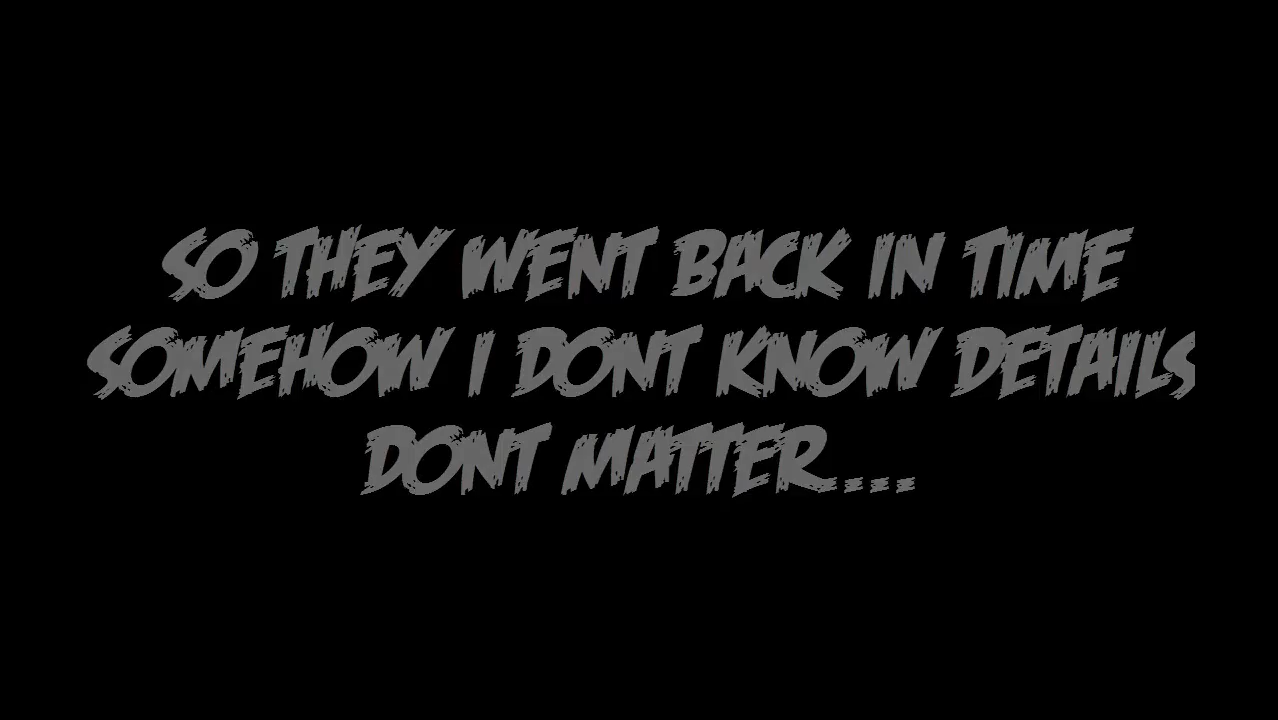 SO THEY WENT BACK IN TIME
SOMEHOW I DONT KNOW DETAILS
DONT MATTER....